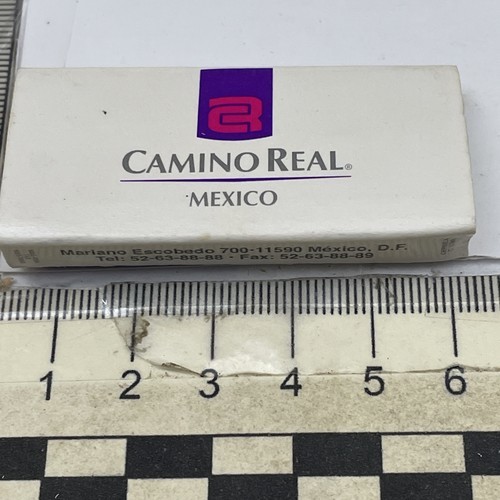 CAMINO REAL®
MEXICO
Mariano Escobedo 700-11590 México, D.F.
Tel: 52-63-88-88 · Fax: 52-63-88-89
1 2 3 4 5 6